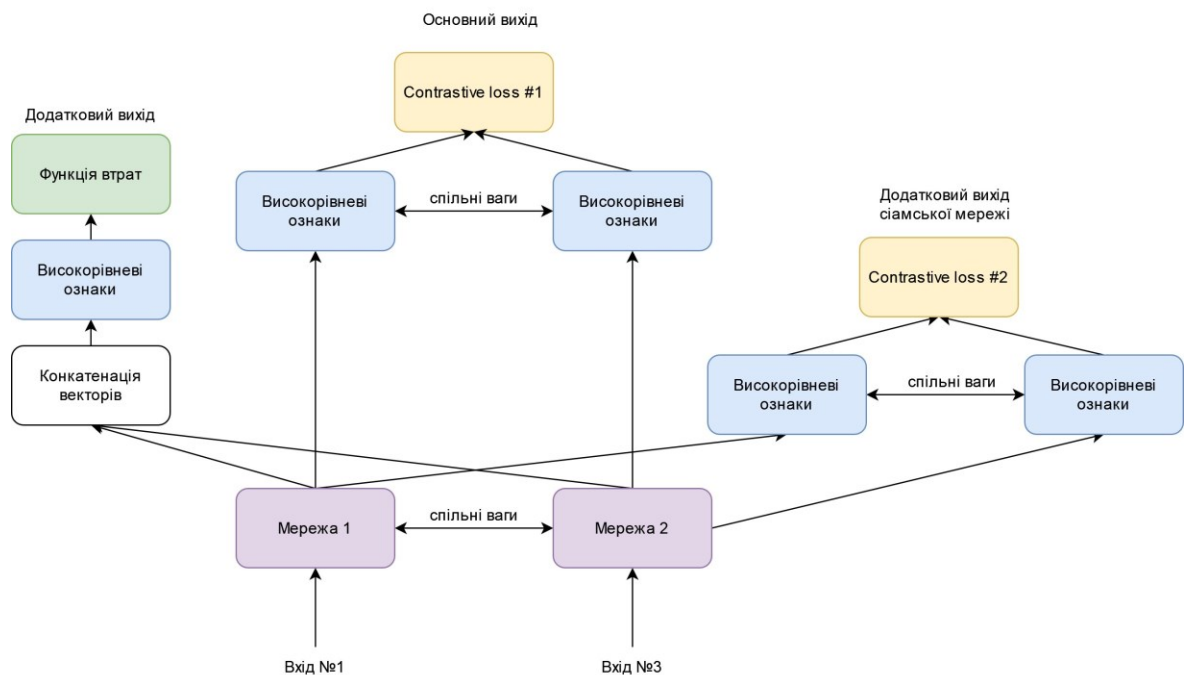 Основний вихід
Contrastive loss #1
Додатковий вихід
Функція втрат
Високорівневі
ознаки
спільні ваги
Високорівневі
ознаки
Додатковий вихід
сіамської мережі
Високорівневі
ознаки
Contrastive loss #2
Конкатенація
векторів
Високорівневі
ознаки
спільні ваги
Високорівневі
ознаки
Мережа 1
спільні ваги
Мережа 2
Вхід №1
Вхід №3